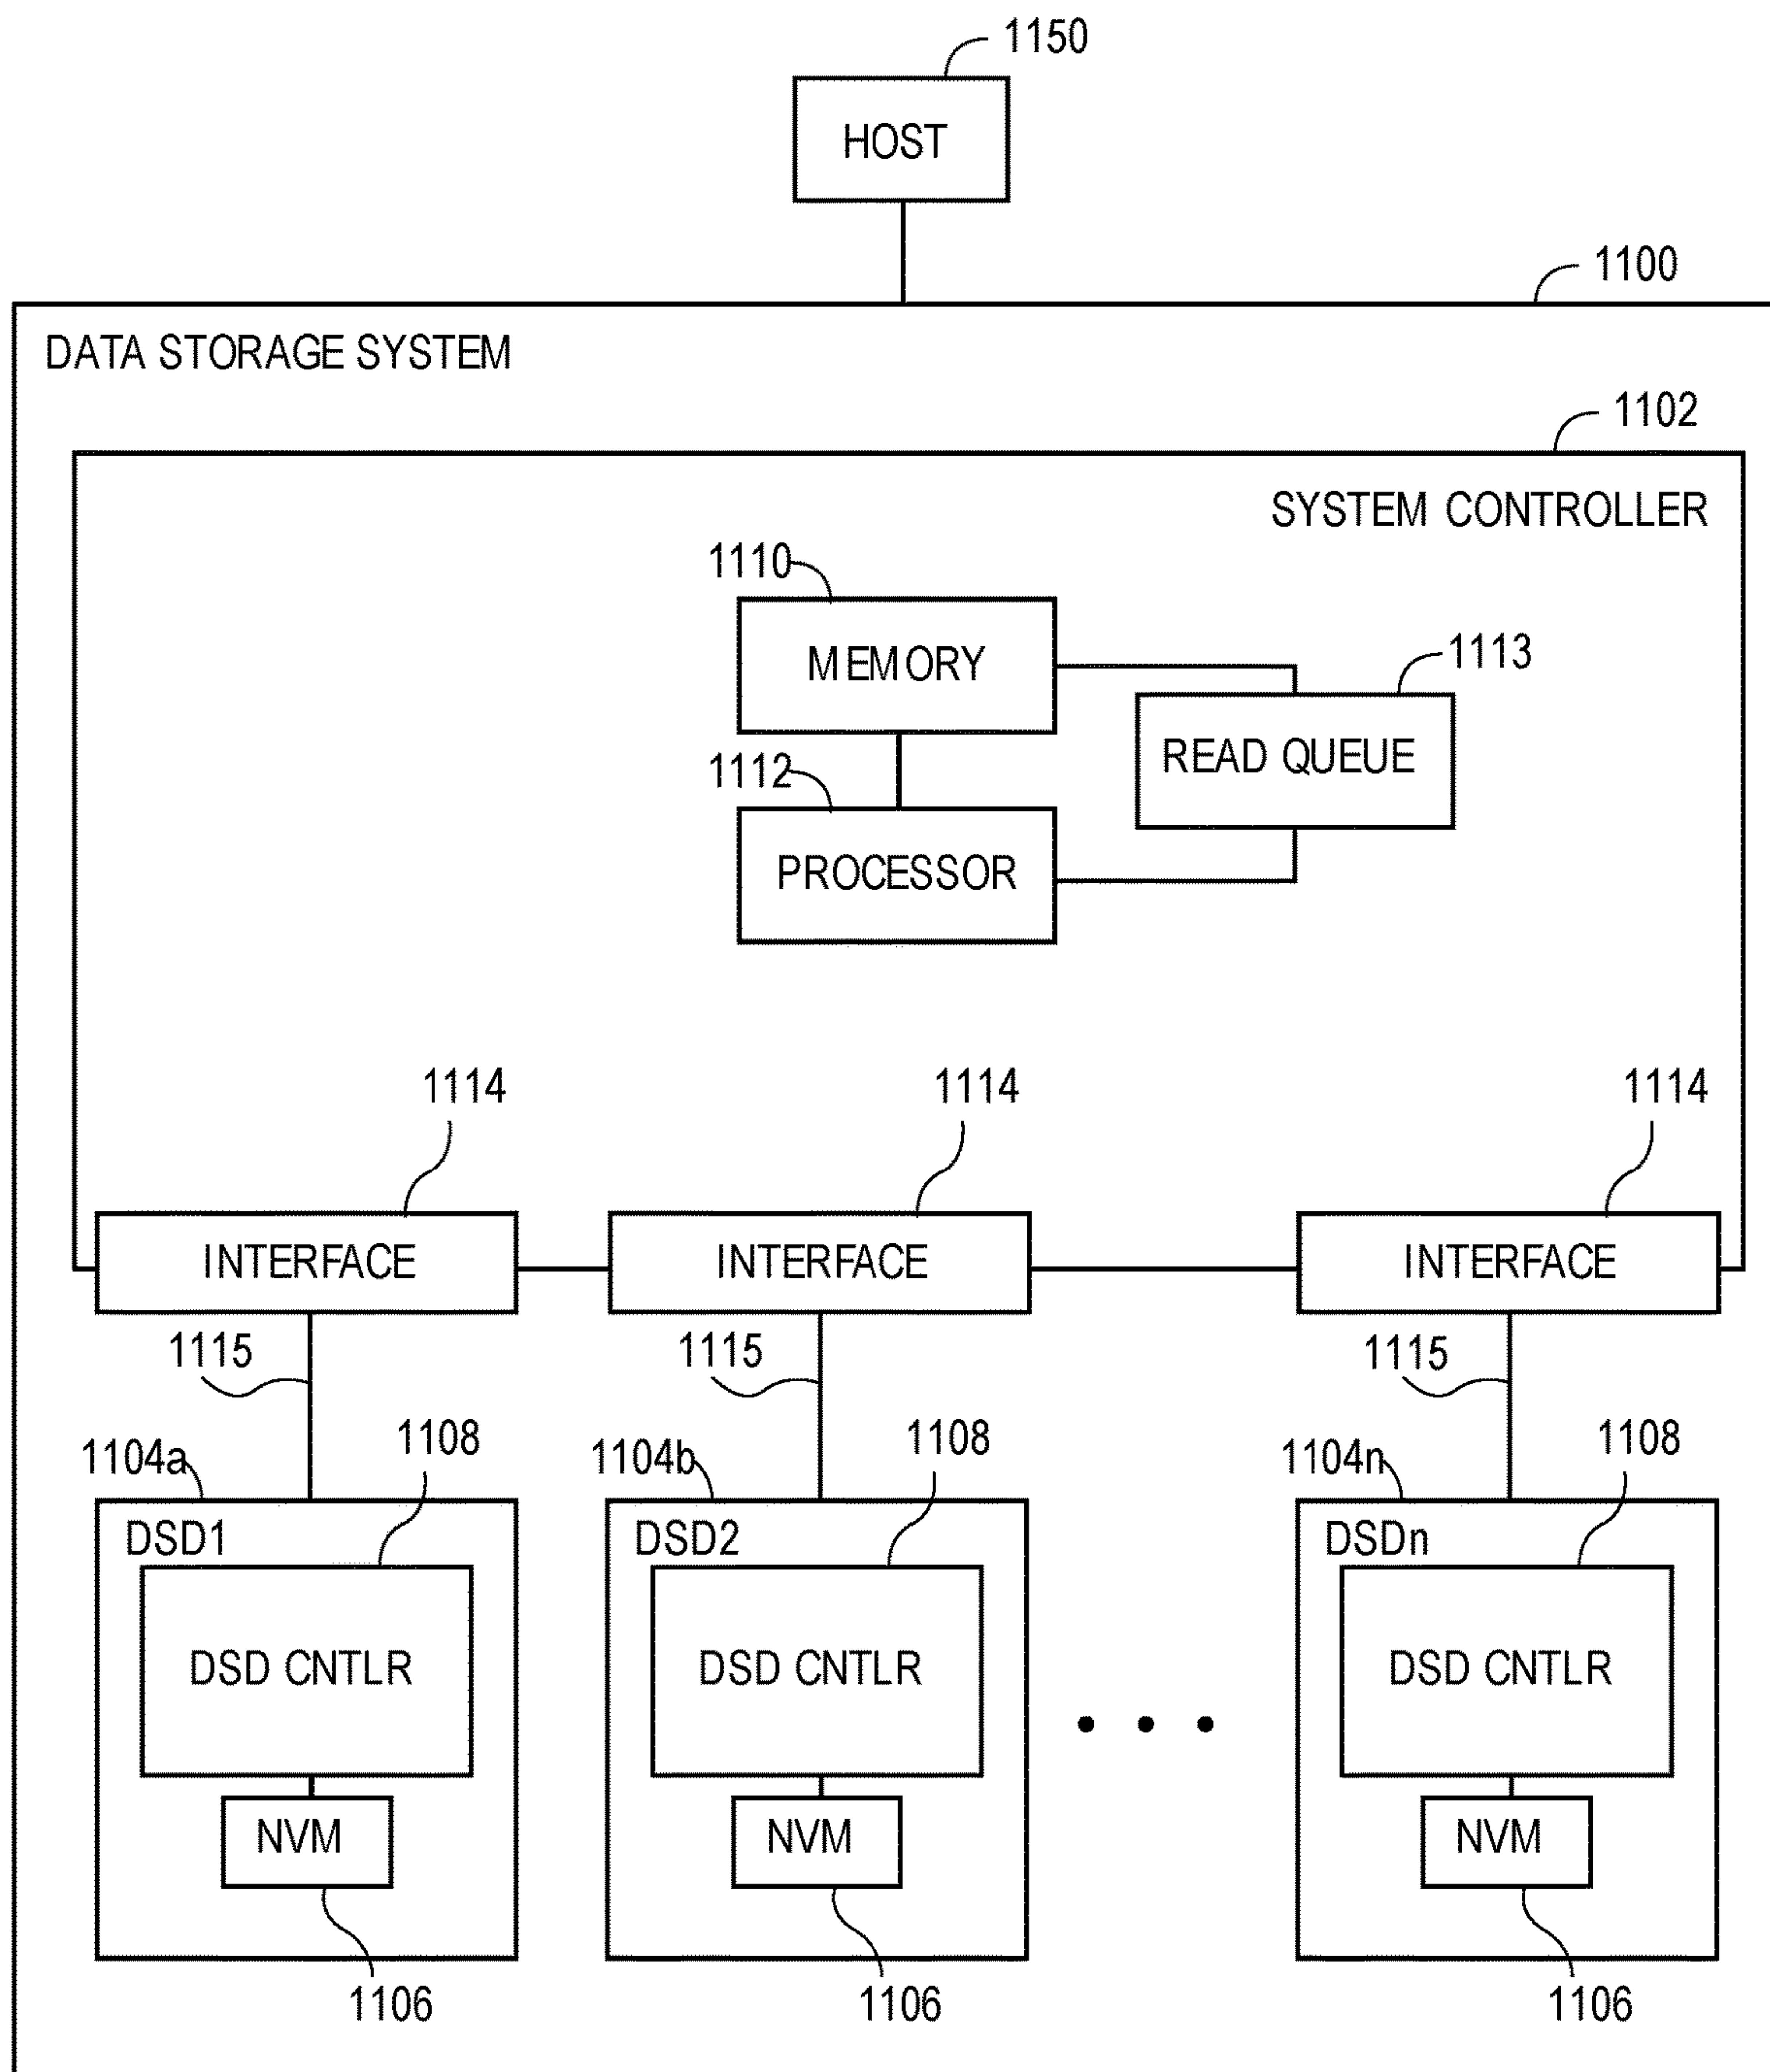 1150
HOST
1100
DATA STORAGE SYSTEM
1102
SYSTEM CONTROLLER
1110
MEMORY
1113
READ QUEUE
1112
PROCESSOR
1114 1114 1114
INTERFACE INTERFACE INTERFACE
1115 1115 1115
1104a 1108 1104b 1108 1104n 1108
DSD1 DSD2 DSDn
DSD CNTLR DSD CNTLR DSD CNTLR
NVM NVM NVM
1106 1106 1106